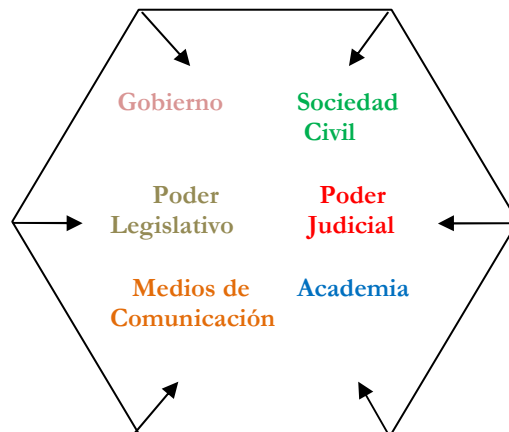 Gobierno
Sociedad
Civil
Poder
Legislativo
Poder
Judicial
Medios de
Comunicación
Academia